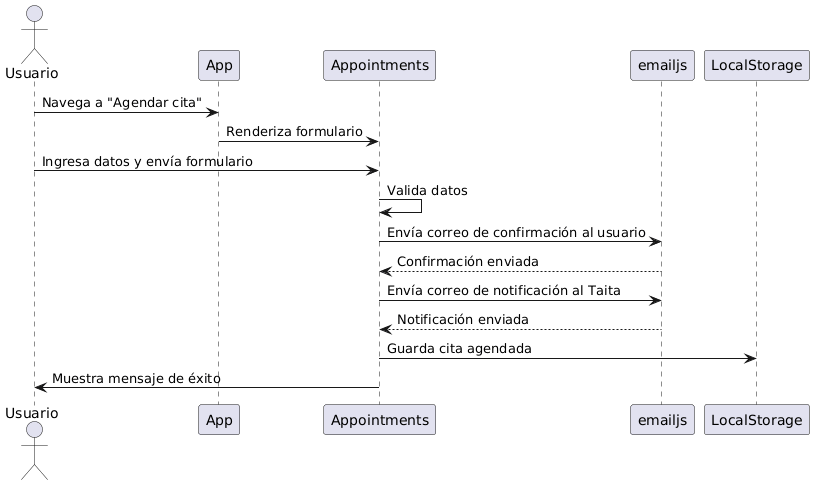 Usuario
App
Appointments
emailjs
LocalStorage
Navega a "Agendar cita"
Renderiza formulario
Ingresa datos y envía formulario
Valida datos
Envía correo de confirmación al usuario
Confirmación enviada
Envía correo de notificación al Taita
Notificación enviada
Guarda cita agendada
Muestra mensaje de éxito
Usuario
App
Appointments
emailjs
LocalStorage